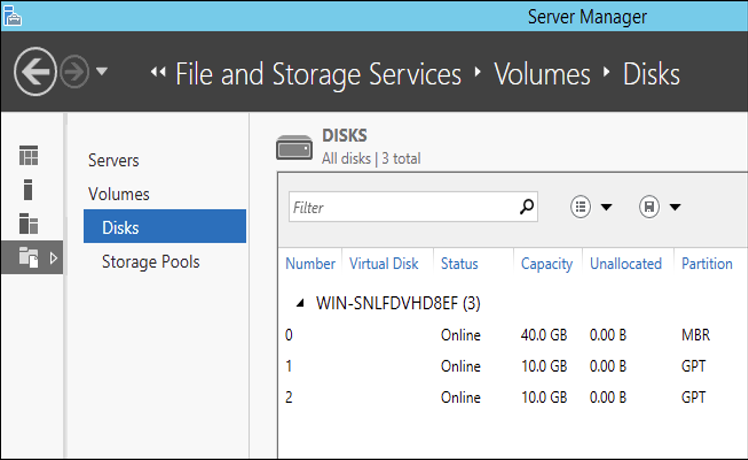 Server Manager
File and Storage Services Volumes Disks
Servers
Volumes
Disks
Storage Pools
DISKS
All disks | 3 total
Filter
Number Virtual Disk Status Capacity Unallocated Partition
WIN-SNLFDVHD8EF (3)
0 Online 40.0 GB 0.00 B MBR
1 Online 10.0 GB 0.00 B GPT
2 Online 10.0 GB 0.00 B GPT